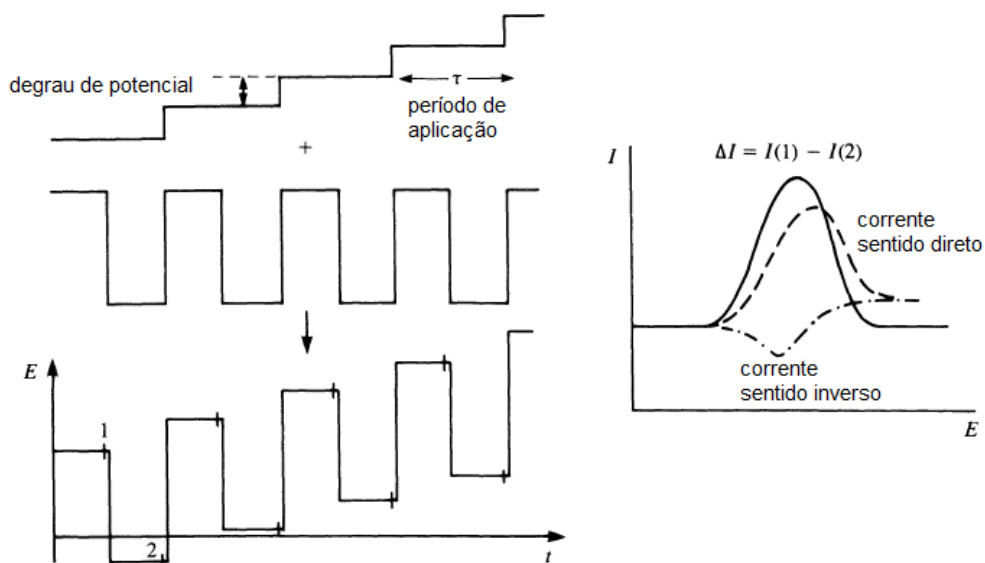 degrau de potencial
τ
período de
aplicação
+
E
1
2
t
I
ΔI = I(1) − I(2)
corrente
sentido direto
corrente
sentido inverso
E